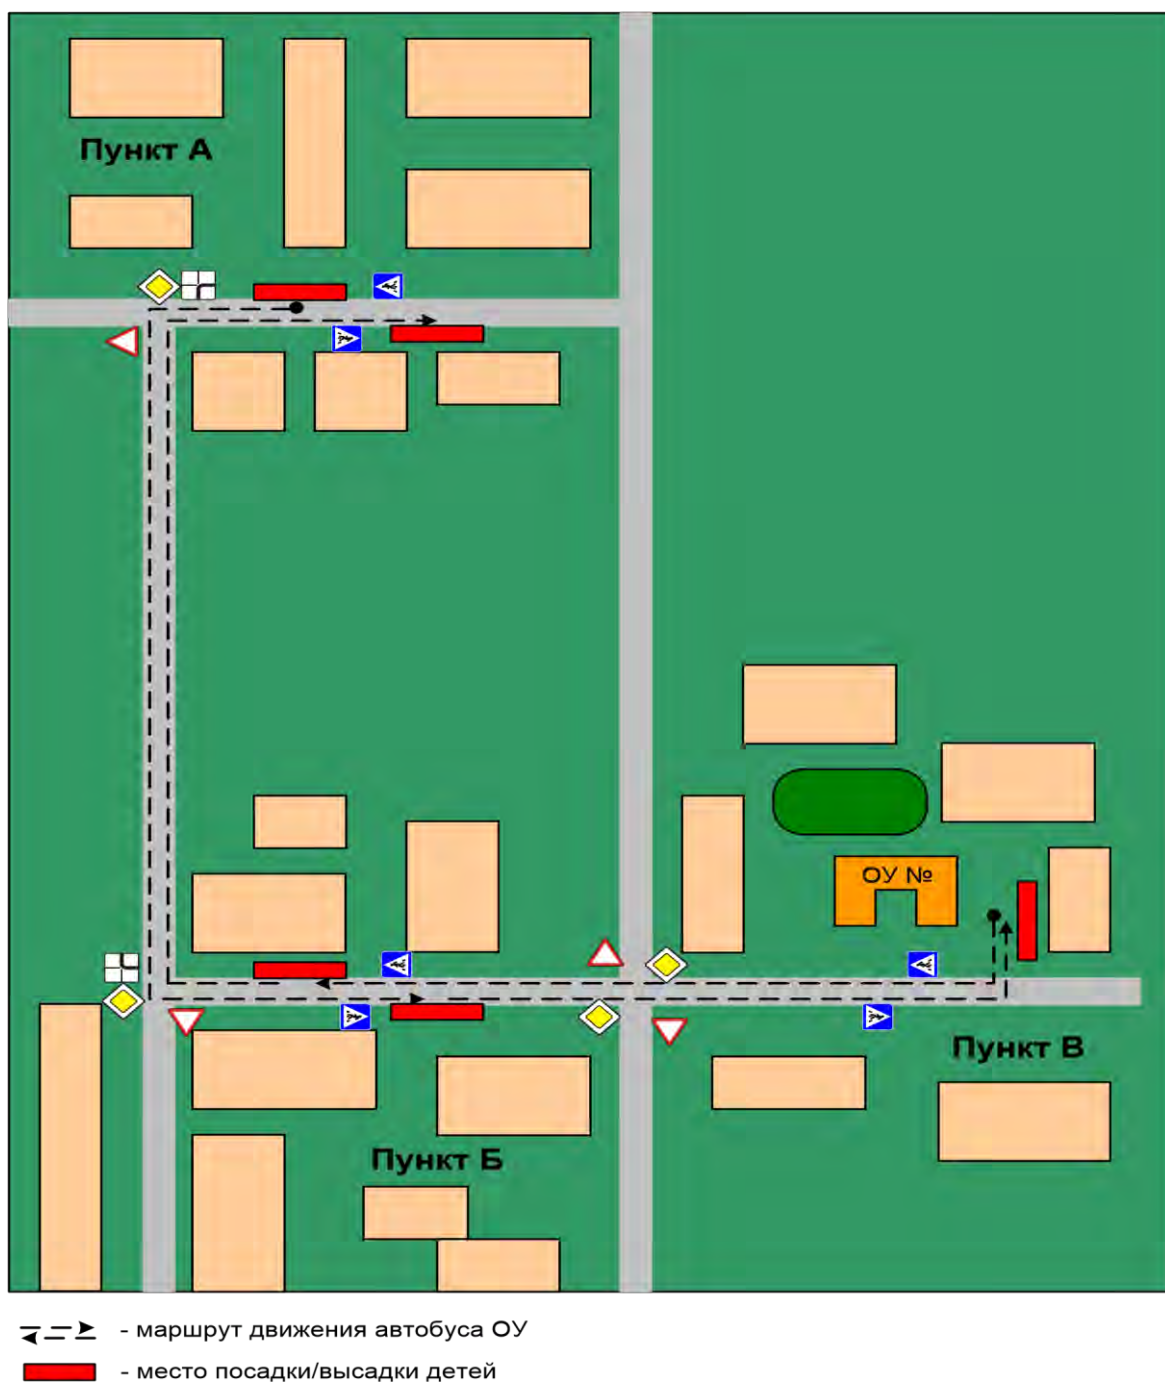 Пункт А
ОУ №
Пункт В
Пункт Б
- маршрут движения автобуса ОУ
- место посадки/высадки детей